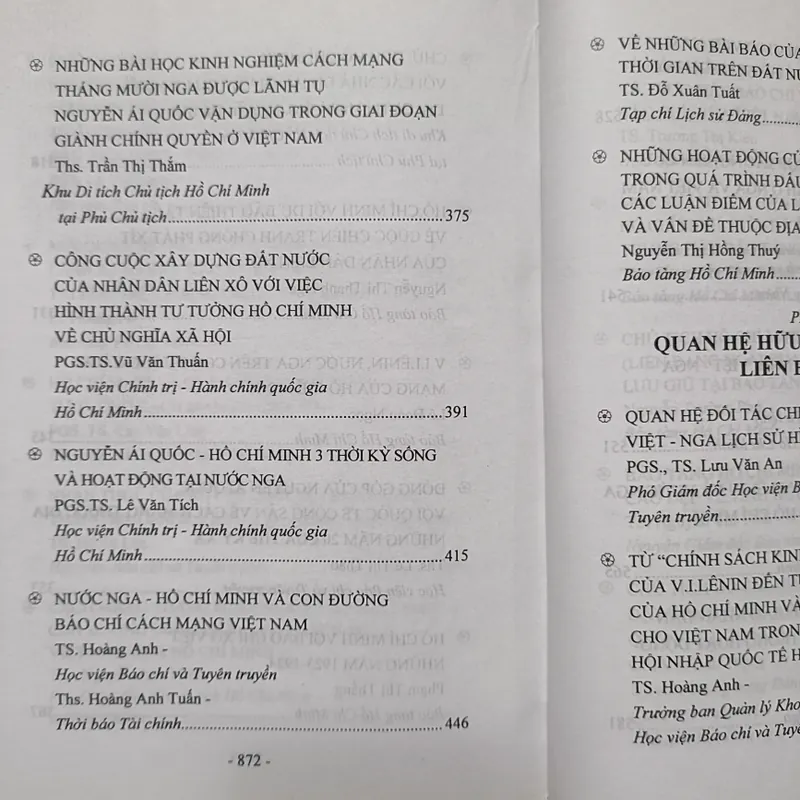 NHỮNG BÀI HỌC KINH NGHIỆM CÁCH MẠNG
THÁNG MƯỜI NGA ĐƯỢC LÃNH TỤ
NGUYỄN ÁI QUỐC VẬN DỤNG TRONG GIAI ĐOẠN
GIÀNH CHÍNH QUYỀN Ở VIỆT NAM
Ths. Trần Thị Thắm
Khu Di tích Chủ tịch Hồ Chí Minh
tại Phủ Chủ tịch 375
CÔNG CUỘC XÂY DỰNG ĐẤT NƯỚC
CỦA NHÂN DÂN LIÊN XÔ VỚI VIỆC
HÌNH THÀNH TƯ TƯỞNG HỒ CHÍ MINH
VỀ CHỦ NGHĨA XÃ HỘI
PGS.TS.Vũ Văn Thuấn
Học viện Chính trị - Hành chính quốc gia
Hồ Chí Minh 391
NGUYỄN ÁI QUỐC - HỒ CHÍ MINH 3 THỜI KỲ SỐNG
VÀ HOẠT ĐỘNG TẠI NƯỚC NGA
PGS.TS. Lê Văn Tích
Học viện Chính trị - Hành chính quốc gia
Hồ Chí Minh 415
NƯỚC NGA - HỒ CHÍ MINH VÀ CON ĐƯỜNG
BÁO CHÍ CÁCH MẠNG VIỆT NAM
TS. Hoàng Anh -
Học viện Báo chí và Tuyên truyền
Ths. Hoàng Anh Tuấn -
Thời báo Tài chính 446
- 872 -
VỀ NHỮNG BÀI BÁO CỦA
THỜI GIAN TRÊN ĐẤT
TS. Đỗ Xuân Tuất
Tạp chí Lịch sử Đảng
NHỮNG HOẠT ĐỘNG
TRONG QUÁ TRÌNH
CÁC LUẬN ĐIỂM CỦA
VÀ VẤN ĐỀ THUỘC
Nguyễn Thị Hồng Thuý
Bảo tàng Hồ Chí Minh
QUAN HỆ
LIÊN
QUAN HỆ ĐỐI TÁC
VIỆT - NGA LỊCH SỬ
PGS., TS. Lưu Văn An
Phó Giám đốc Học viện
Tuyên truyền
TỪ “CHÍNH SÁCH
CỦA V.I.LÊNIN ĐẾN
CỦA HỒ CHÍ MINH
CHO VIỆT NAM
HỘI NHẬP QUỐC TẾ
TS. Hoàng Anh -
Trưởng ban Quản lý
Học viện Báo chí và